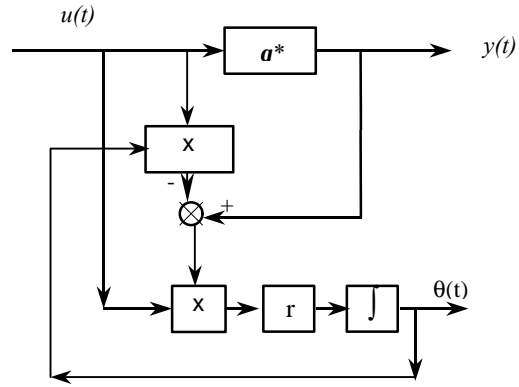 u(t)
a*
y(t)
x
-
+
x
r
∫
θ(t)